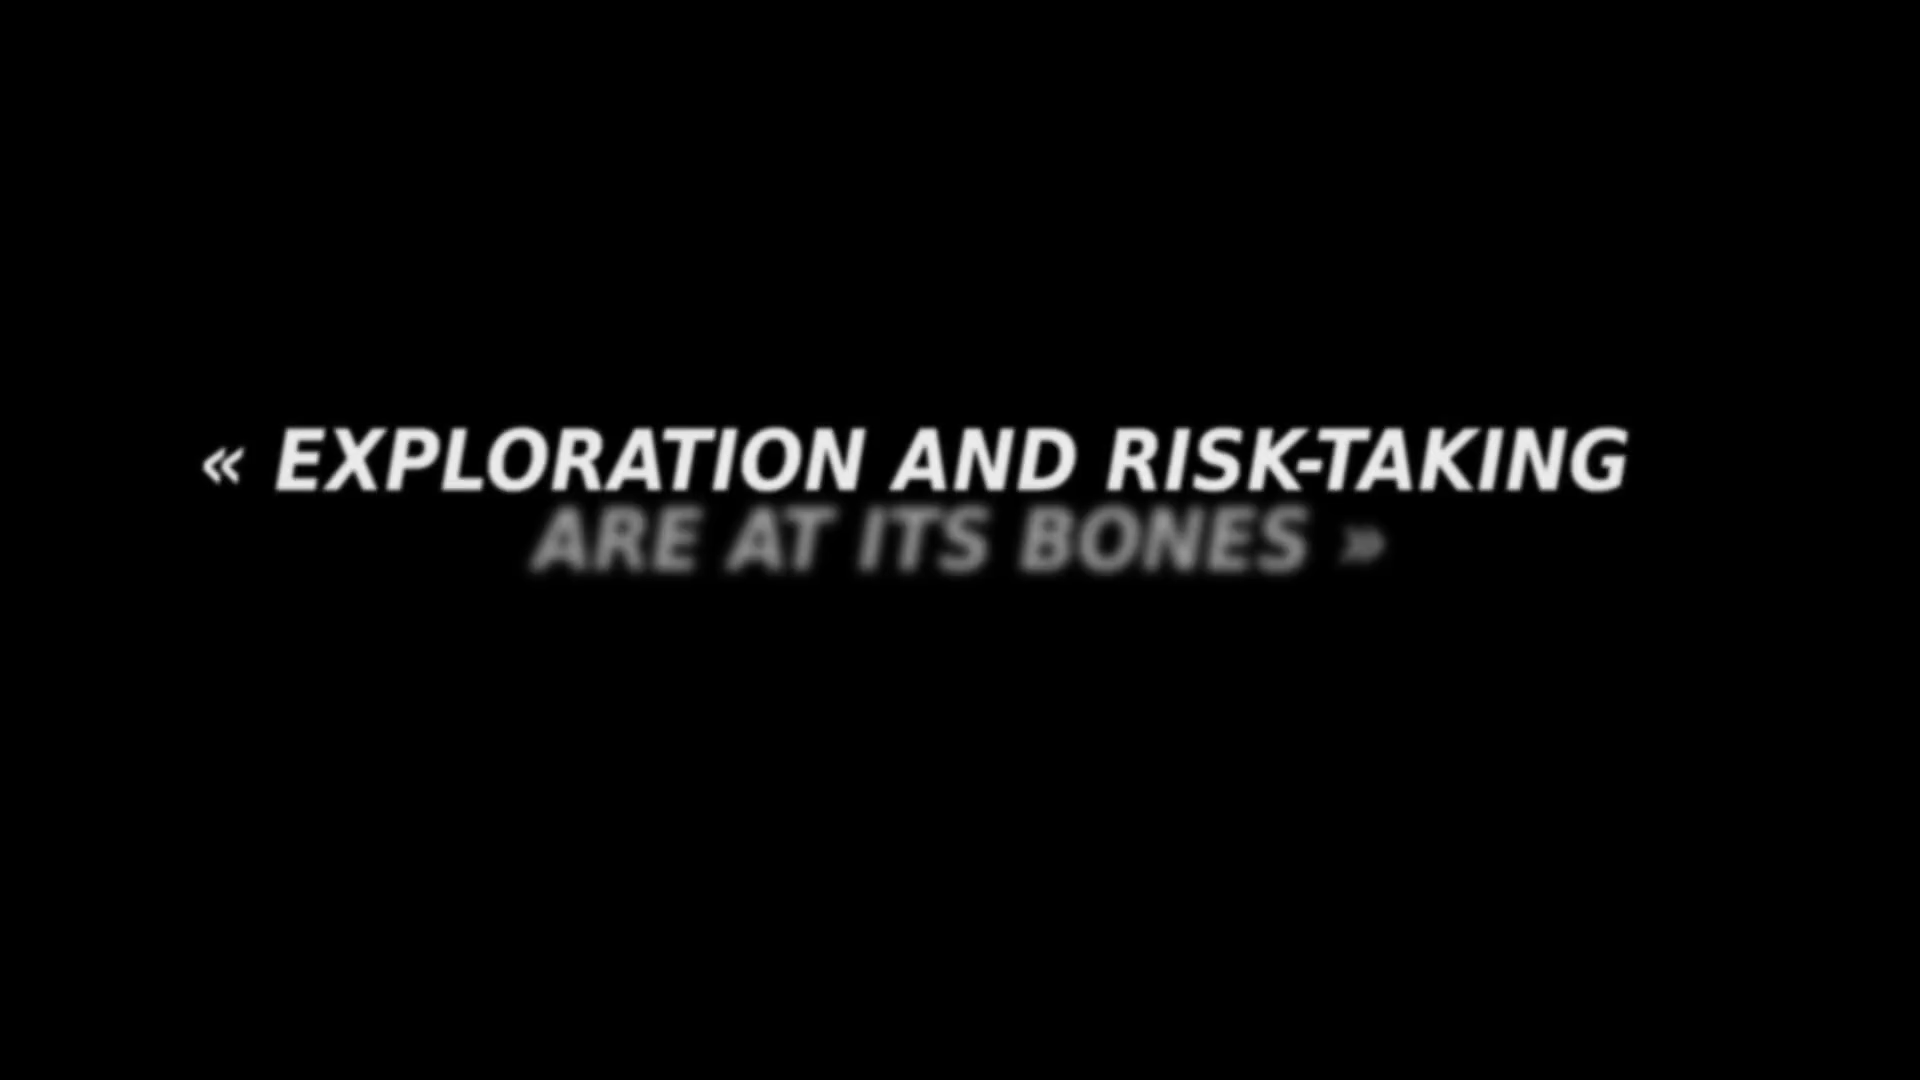 « EXPLORATION AND RISK-TAKING
ARE AT ITS BONES »